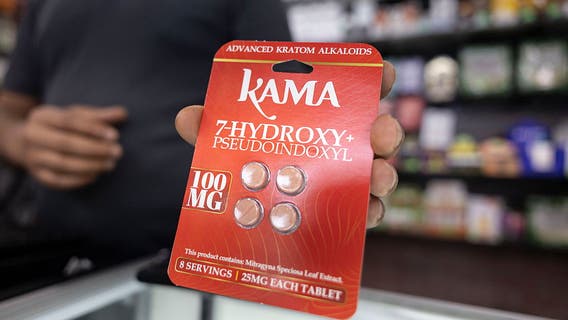 ADVANCED KRATOM ALKALOIDS
KAMA
7-HYDROXY+
PSEUDOINDOXYL
100
MG
This product contains: Mitragyna Speciosa Leaf Extract.
8 SERVINGS | 25MG EACH TABLET